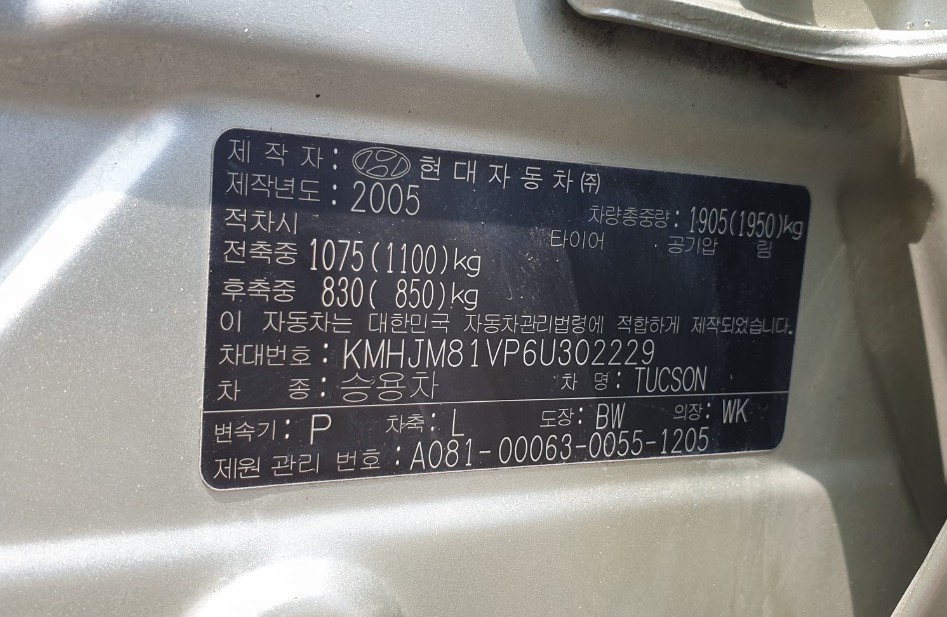 제 작 자 : 현대자동차㈜
제작년도 : 2005
차량총중량 : 1905(1950)kg
적차시
타이어 공기압 림
전축중 1075(1100)kg
후축중 830( 850)kg
이 자동차는 대한민국 자동차관리법령에 적합하게 제작되었습니다.
차대번호 : KMHJM81VP6U302229
차 종 : 승용차 차 명 : TUCSON
변속기 : P 차축 : L 도장 : BW 의장 : WK
제원 관리 번호 : A081-00063-0055-1205